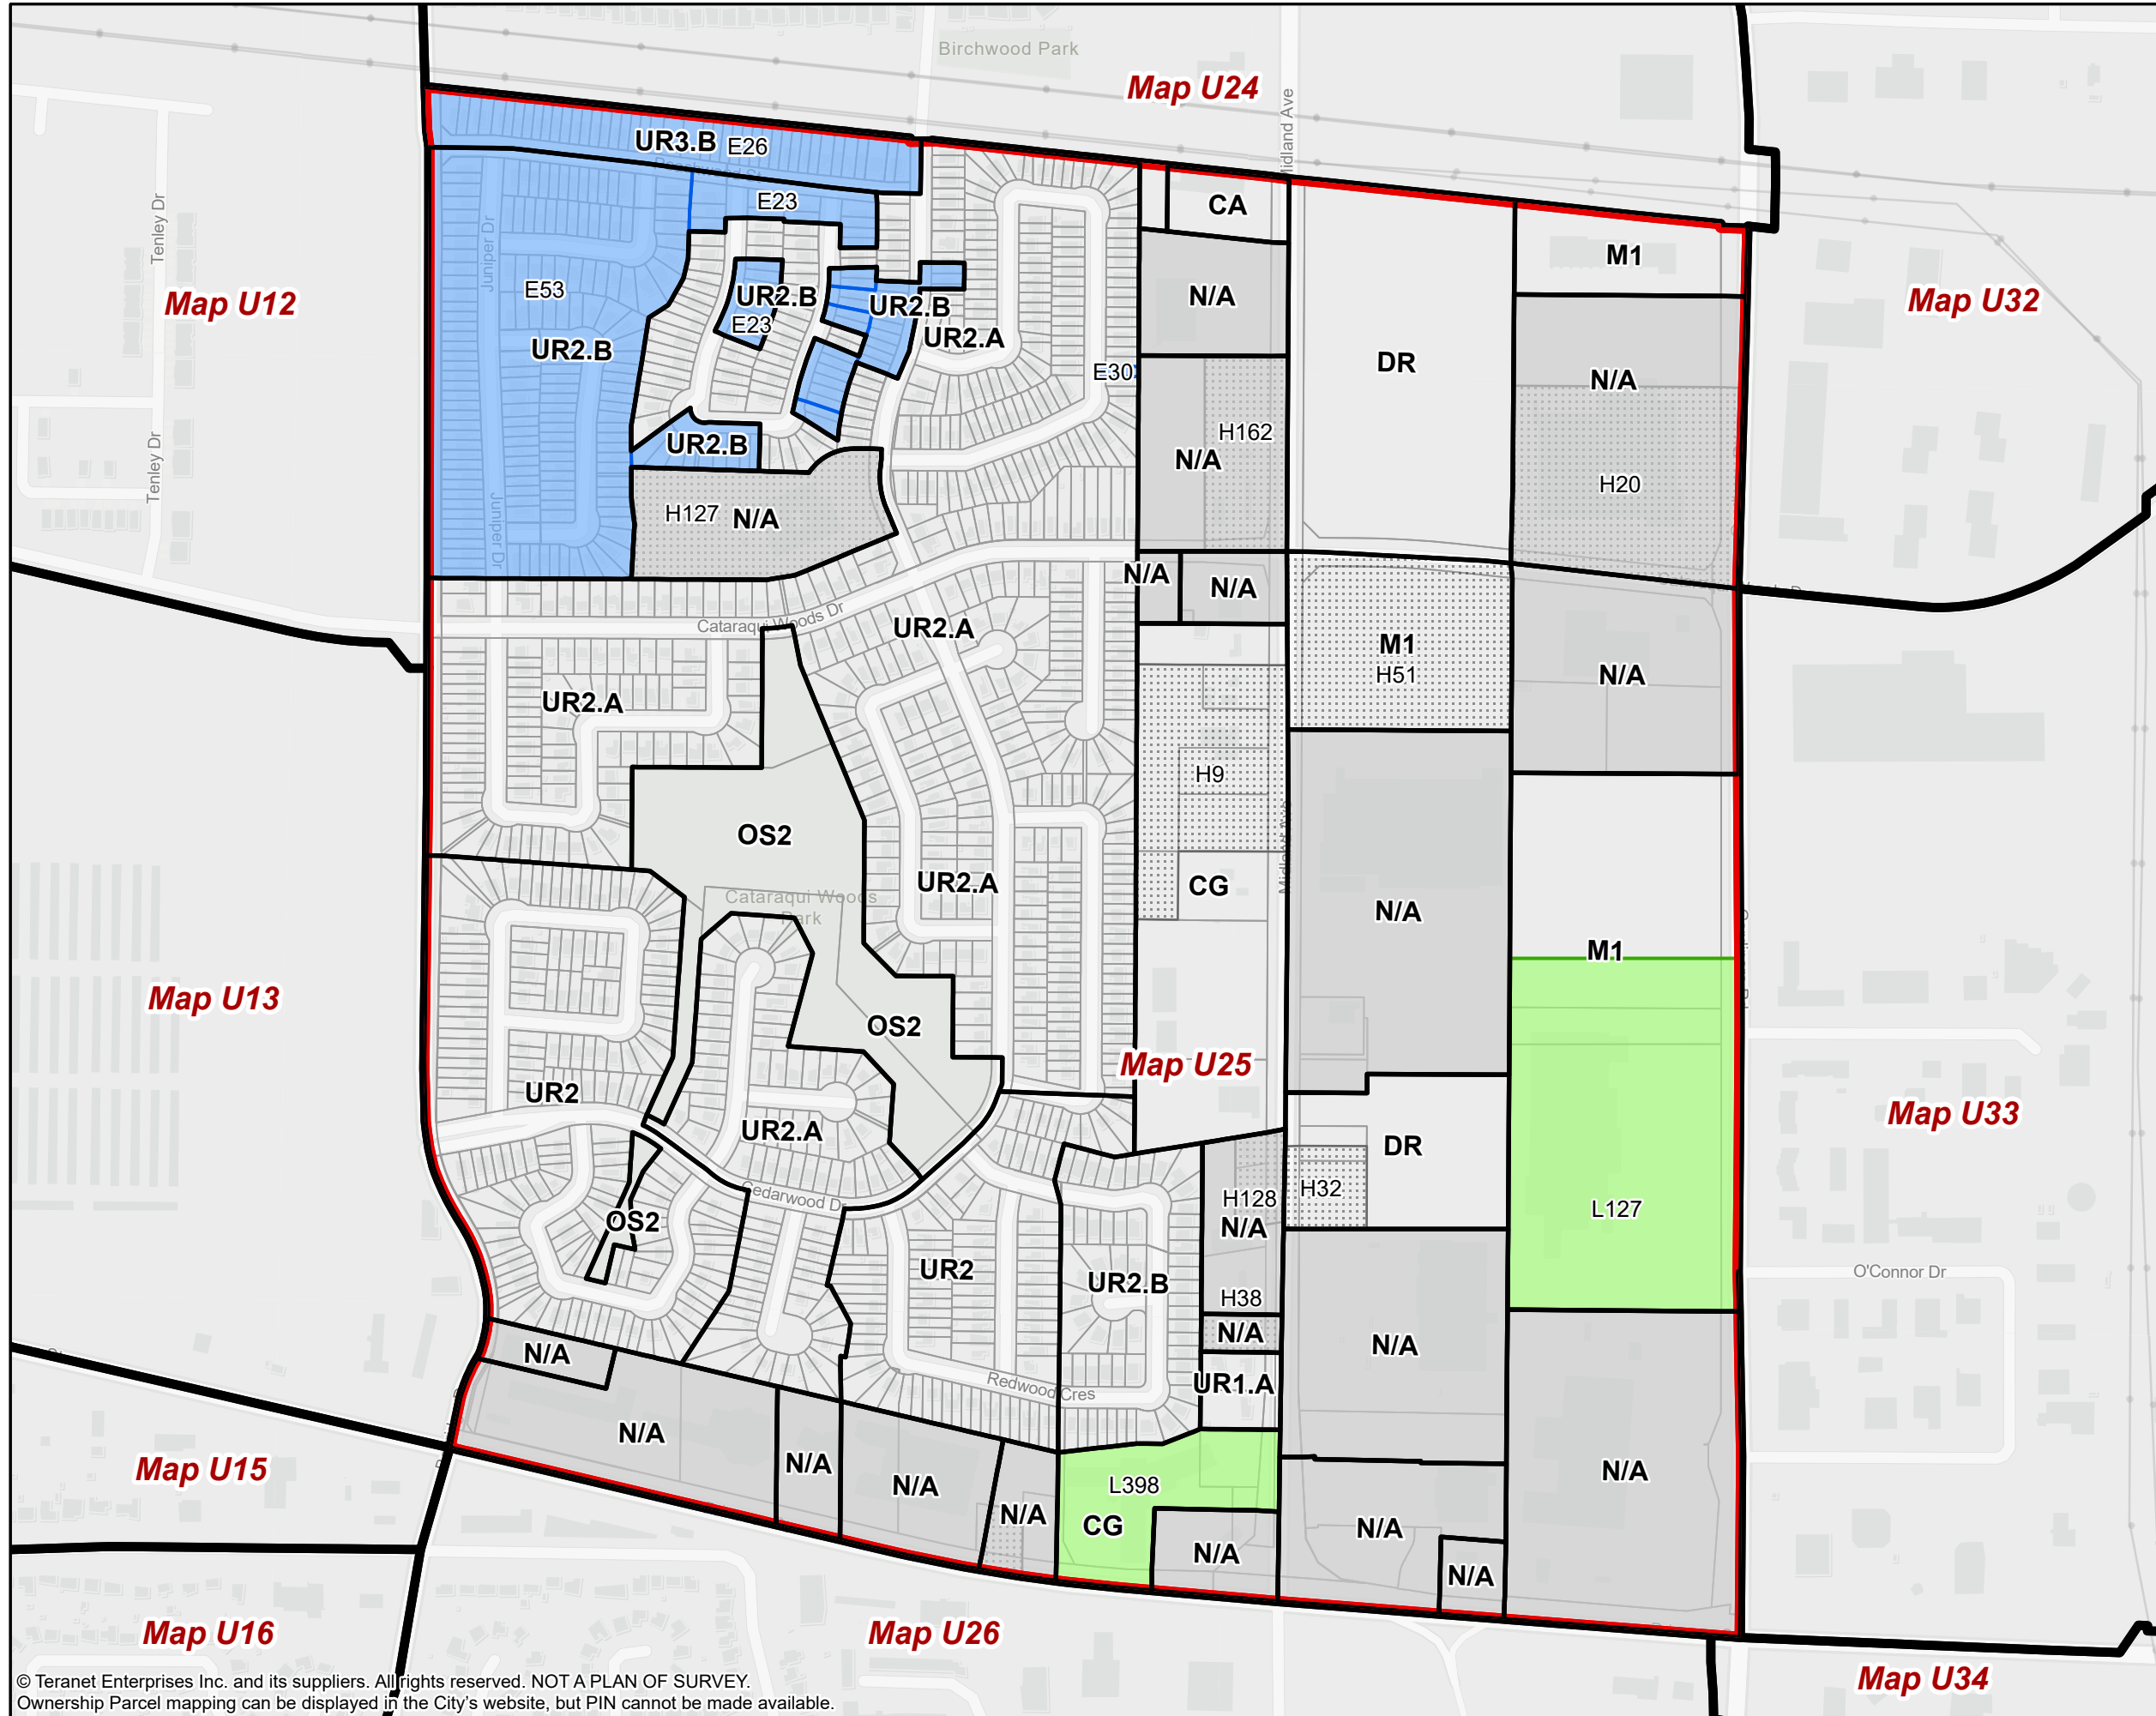 Birchwood Park
Map U24
Midland Ave
UR3.B
E26
E23
CA
M1
Tenley Dr
Juniper Dr
E53
Map U12
UR2.B
E23
UR2.B
UR2.A
N/A
DR
Map U32
UR2.B
E30
N/A
UR2.B
H162
N/A
H20
Tenley Dr
Juniper Dr
H127
N/A
N/A
N/A
Cataraqui Woods Dr
UR2.A
M1
H51
N/A
UR2.A
H9
OS2
Midland Ave
UR2.A
CG
Cataraqui Woods
Park
N/A
M1
Map U13
OS2
Map U25
UR2
UR2.A
DR
Map U33
Cedarwood Dr
H128
H32
OS2
N/A
L127
UR2
UR2.B
O'Connor Dr
H38
N/A
N/A
N/A
UR1.A
Redwood Cres
N/A
N/A
Map U15
N/A
N/A
L398
N/A
N/A
CG
N/A
N/A
N/A
Map U16
Map U26
Map U34
© Teranet Enterprises Inc. and its suppliers. All rights reserved. NOT A PLAN OF SURVEY.
Ownership Parcel mapping can be displayed in the City's website, but PIN cannot be made available.